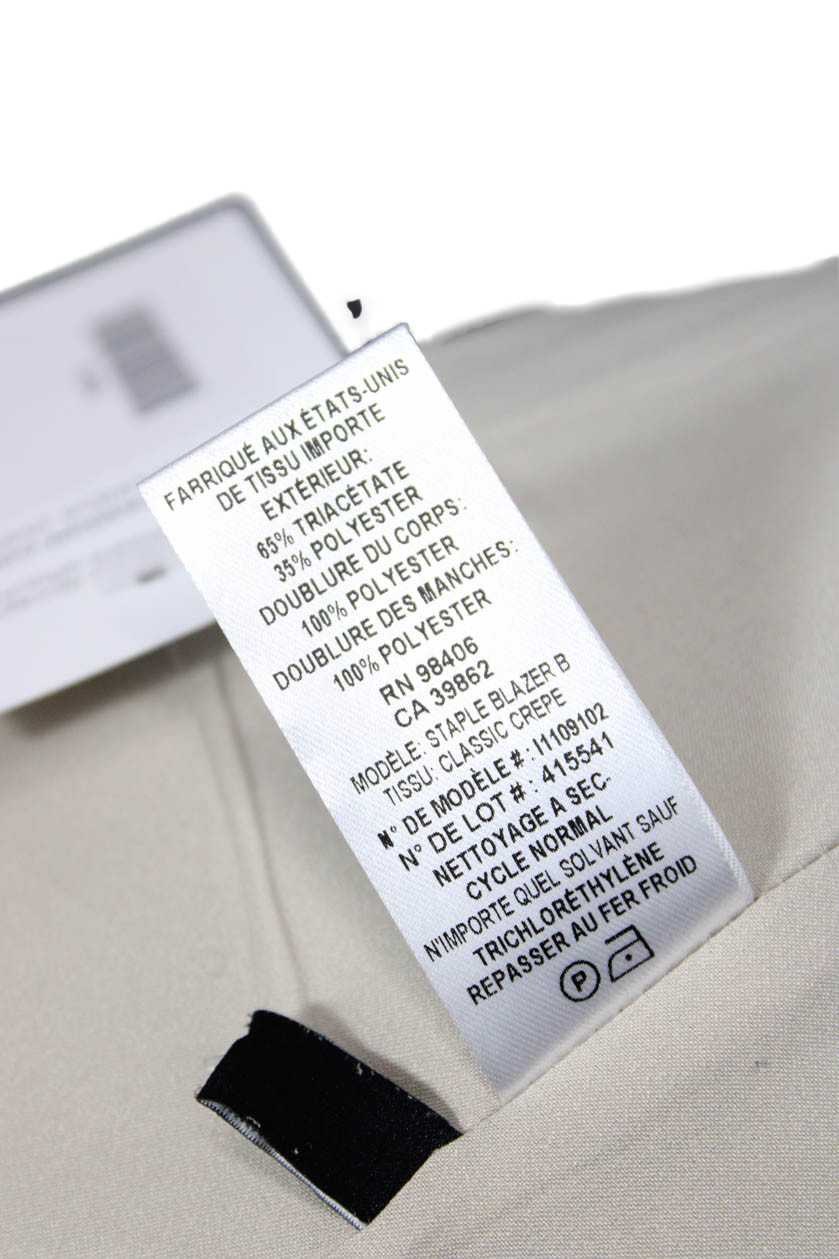 FABRIQUÉ AUX ÉTATS-UNIS
DE TISSU IMPORTE
EXTÉRIEUR:
65% TRIACÉTATE
35% POLYESTER
DOUBLURE DU CORPS:
100% POLYESTER
DOUBLURE DES MANCHES:
100% POLYESTER
RN 98406
CA 39862
MODÈLE: STAPLE BLAZER B
TISSU: CLASSIC CREPE
N° DE MODÈLE # : I1109102
N° DE LOT # : 415541
NETTOYAGE A SEC-
CYCLE NORMAL
N'IMPORTE QUEL SOLVANT SAUF
TRICHLORÉTHYLÈNE
REPASSER AU FER FROID
P